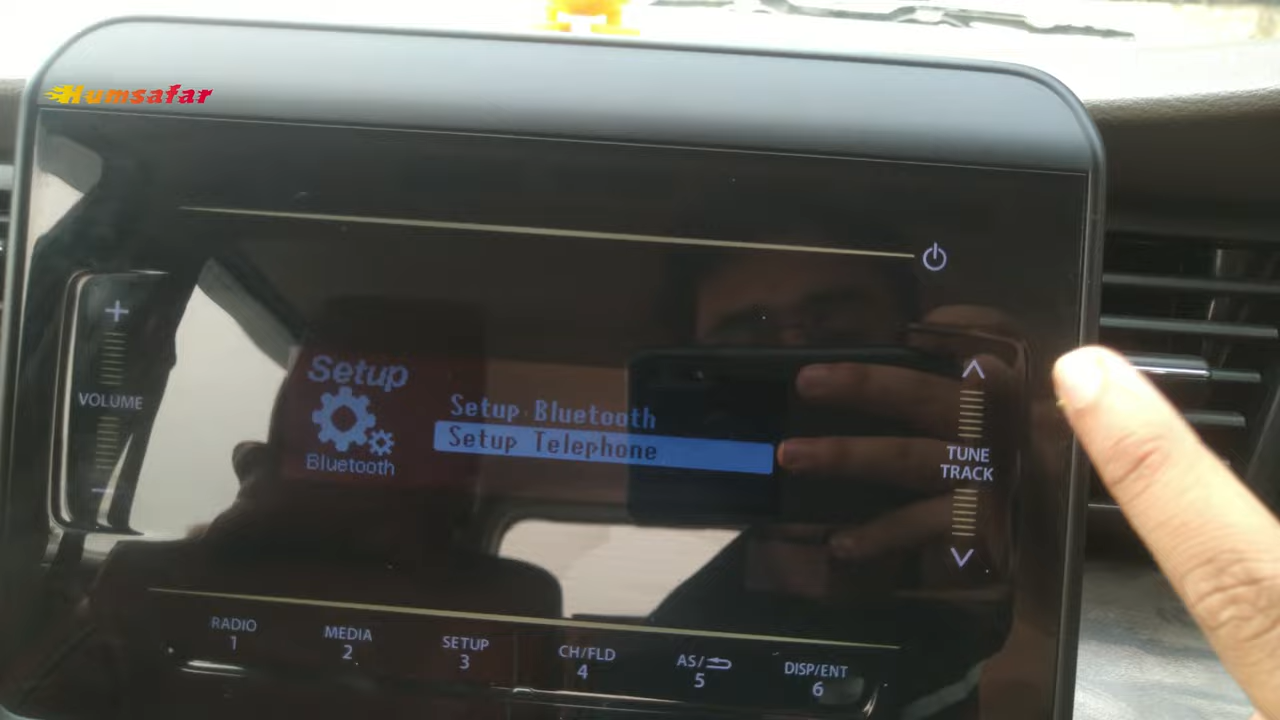 Humsafar
+
VOLUME
−
Setup
Bluetooth
Setup Bluetooth
Setup Telephone
TUNE
TRACK
RADIO
1
MEDIA
2
SETUP
3
CH/FLD
4
AS/
5
DISP/ENT
6